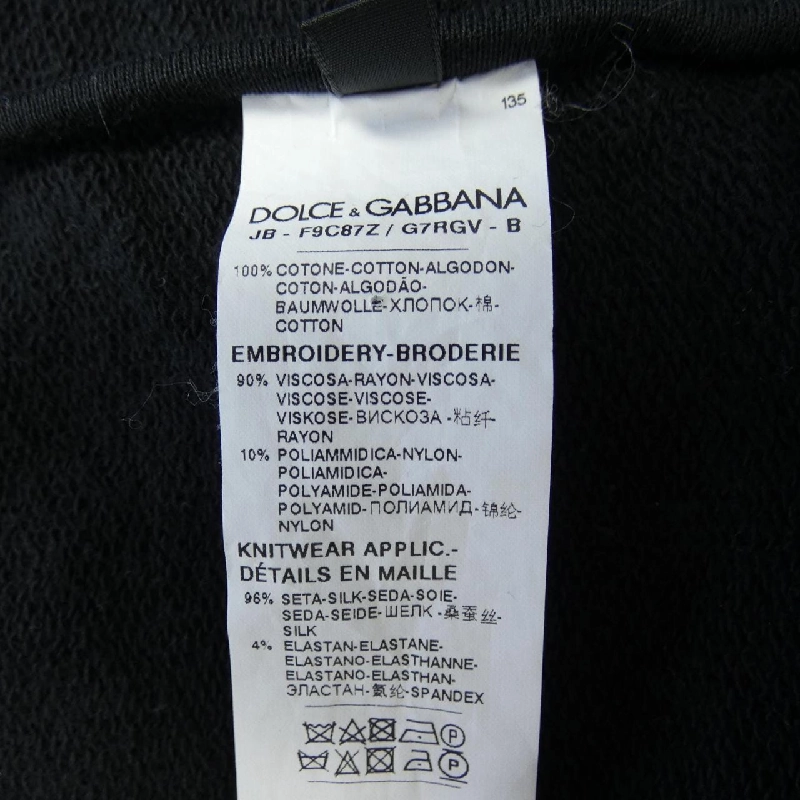 135
DOLCE & GABBANA
JB - F9C87Z / G7RGV - B
100% COTONE-COTTON-ALGODON-
COTON-ALGODÃO-
BAUMWOLLE-ХЛОПОК-棉-
COTTON
EMBROIDERY-BRODERIE
90% VISCOSA-RAYON-VISCOSA-
VISCOSE-VISCOSE-
VISKOSE-ВИСКОЗА -粘纤-
RAYON
10% POLIAMMIDICA-NYLON-
POLIAMIDICA-
POLYAMIDE-POLIAMIDA-
POLYAMID-ПОЛИАМИД-锦纶-
NYLON
KNITWEAR APPLIC.-
DÉTAILS EN MAILLE
96% SETA-SILK-SEDA-SOIE-
SEDA-SEIDE-ШЕЛК -桑蚕丝-
SILK
4% ELASTAN-ELASTANE-
ELASTANO-ELASTHANNE-
ELASTANO-ELASTHAN-
ЭЛАСТАН-氨纶-SPANDEX
P
P